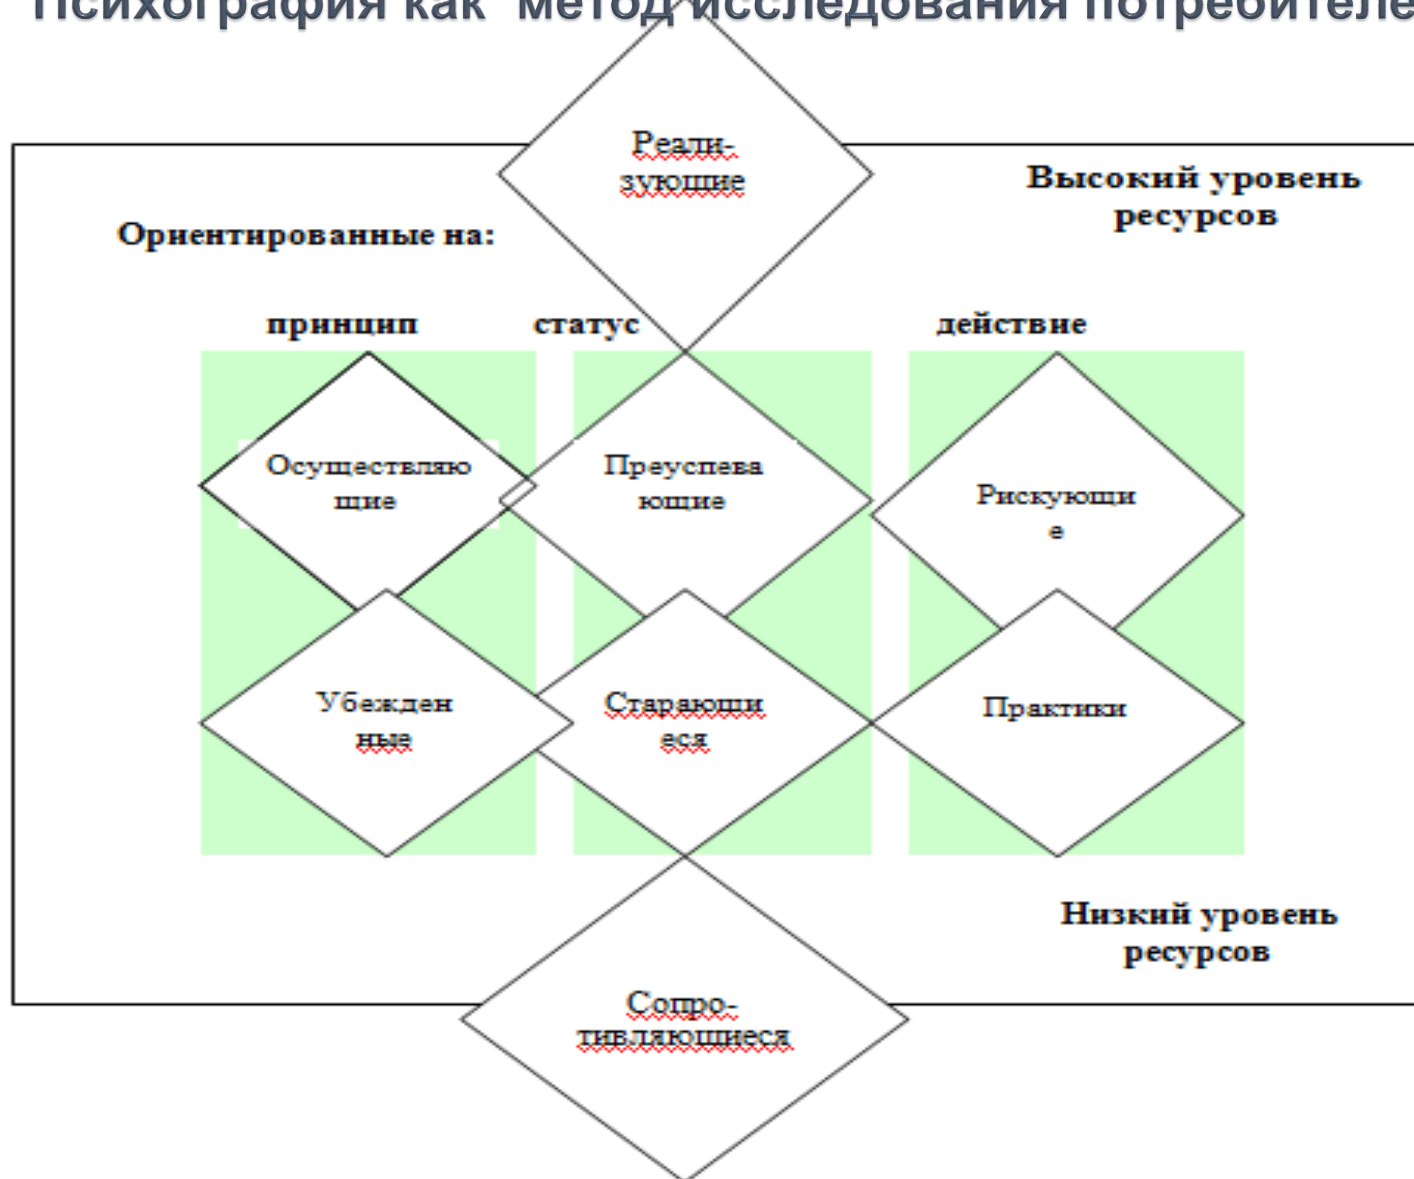 Психография как метод исследования потребителе
Реали-
зующие
Высокий уровень
ресурсов
Ориентированные на:
принцип статус действие
Осуществляю
щие
Преуспева
ющие
Рискующи
е
Убежден
ные
Старающи
еся
Практики
Низкий уровень
ресурсов
Сопро-
тивляющиеся